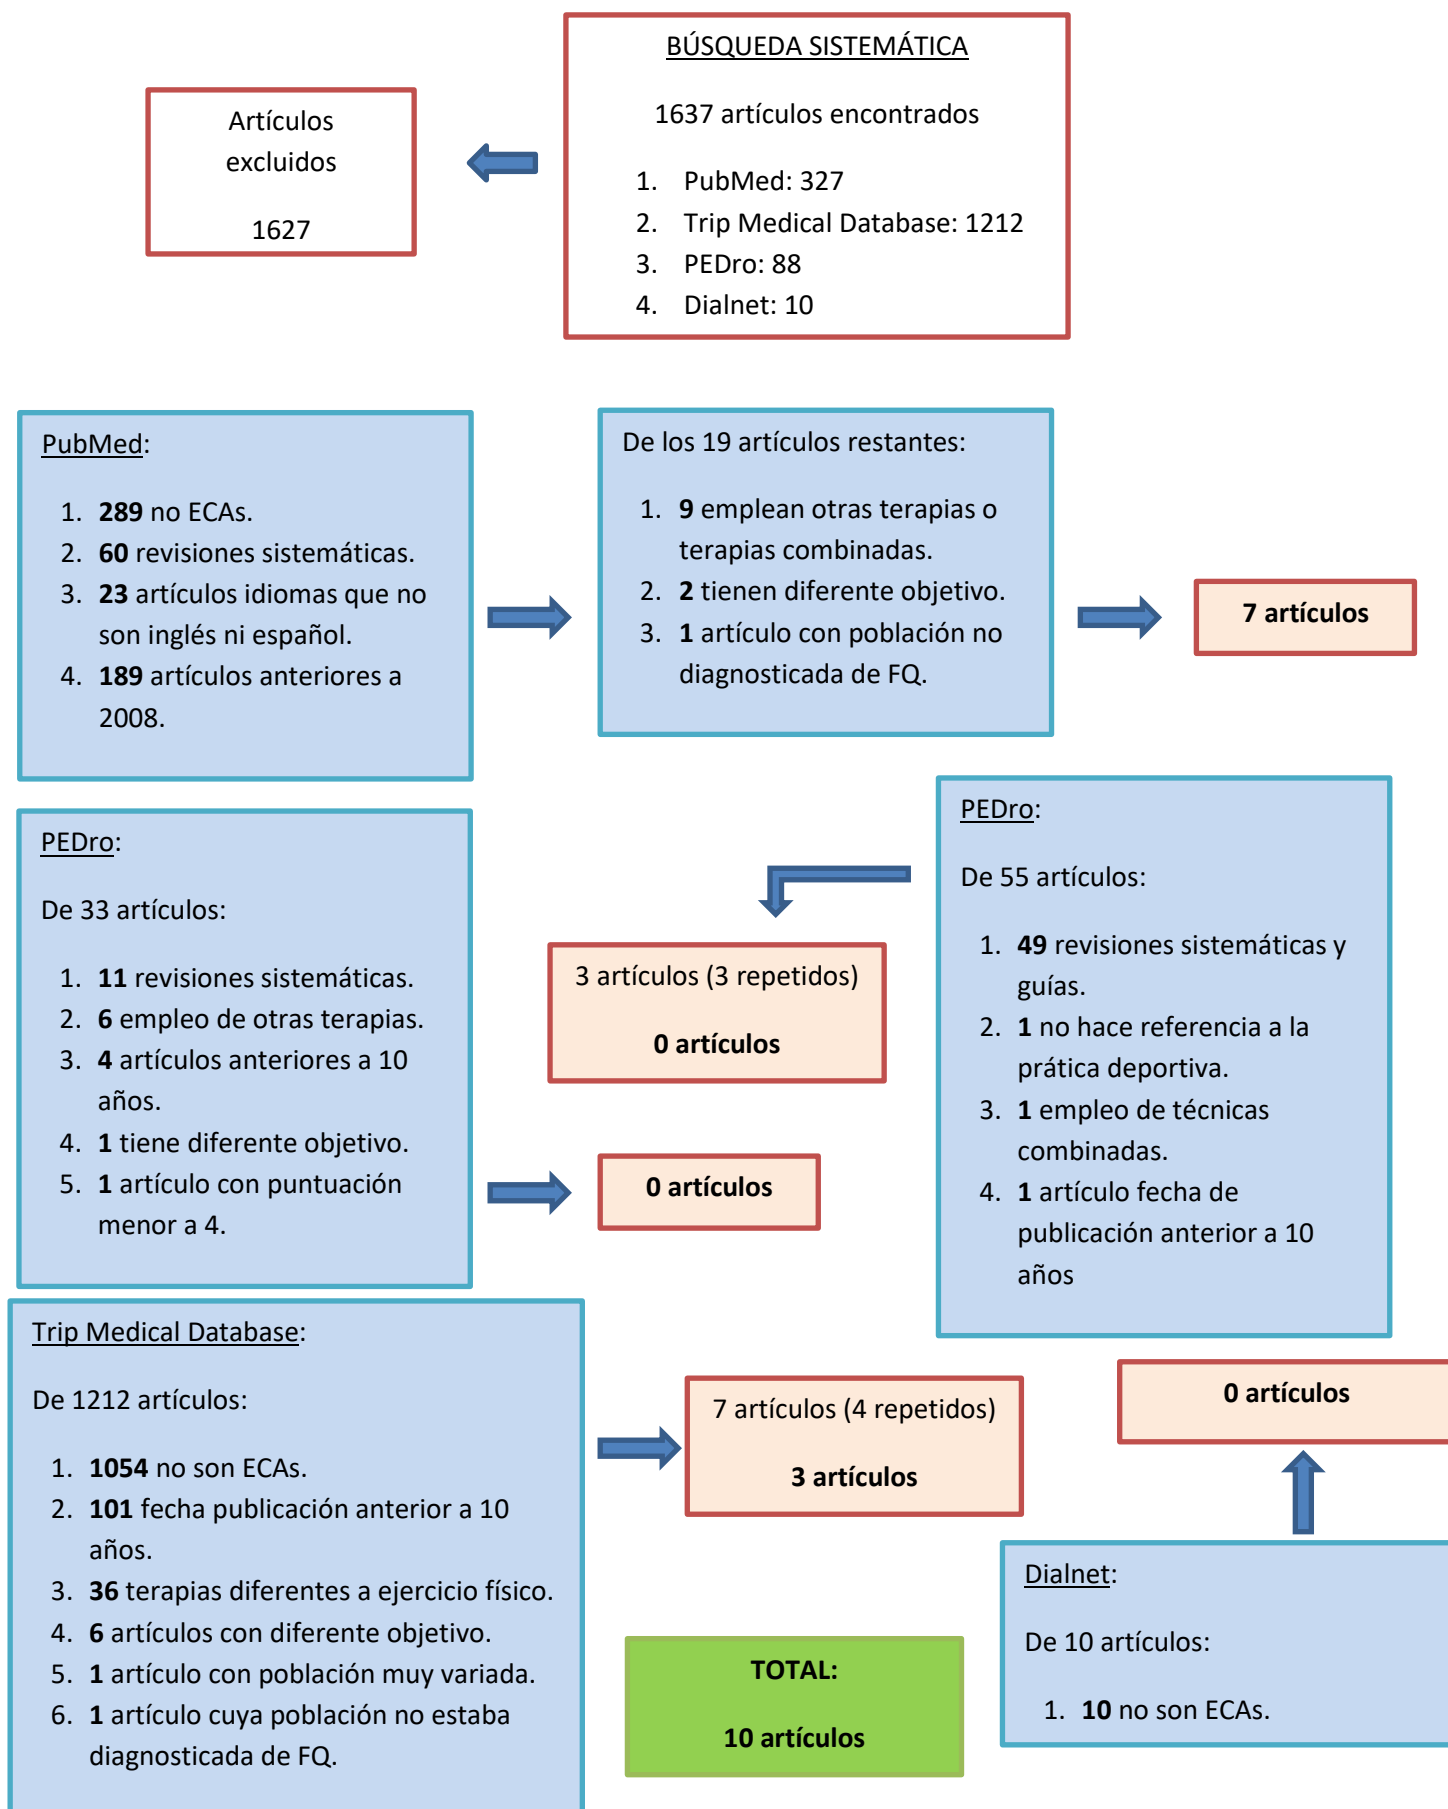 BÚSQUEDA SISTEMÁTICA
1637 artículos encontrados
1. PubMed: 327
2. Trip Medical Database: 1212
3. PEDro: 88
4. Dialnet: 10
Artículos
excluidos
1627
PubMed:
1. 289 no ECAs.
2. 60 revisiones sistemáticas.
3. 23 artículos idiomas que no
son inglés ni español.
4. 189 artículos anteriores a
2008.
De los 19 artículos restantes:
1. 9 emplean otras terapias o
terapias combinadas.
2. 2 tienen diferente objetivo.
3. 1 artículo con población no
diagnosticada de FQ.
7 artículos
PEDro:
De 33 artículos:
1. 11 revisiones sistemáticas.
2. 6 empleo de otras terapias.
3. 4 artículos anteriores a 10
años.
4. 1 tiene diferente objetivo.
5. 1 artículo con puntuación
menor a 4.
0 artículos
PEDro:
De 55 artículos:
1. 49 revisiones sistemáticas y
guías.
2. 1 no hace referencia a la
prática deportiva.
3. 1 empleo de técnicas
combinadas.
4. 1 artículo fecha de
publicación anterior a 10
años
3 artículos (3 repetidos)
0 artículos
Trip Medical Database:
De 1212 artículos:
1. 1054 no son ECAs.
2. 101 fecha publicación anterior a 10
años.
3. 36 terapias diferentes a ejercicio físico.
4. 6 artículos con diferente objetivo.
5. 1 artículo con población muy variada.
6. 1 artículo cuya población no estaba
diagnosticada de FQ.
7 artículos (4 repetidos)
3 artículos
0 artículos
Dialnet:
De 10 artículos:
1. 10 no son ECAs.
TOTAL:
10 artículos